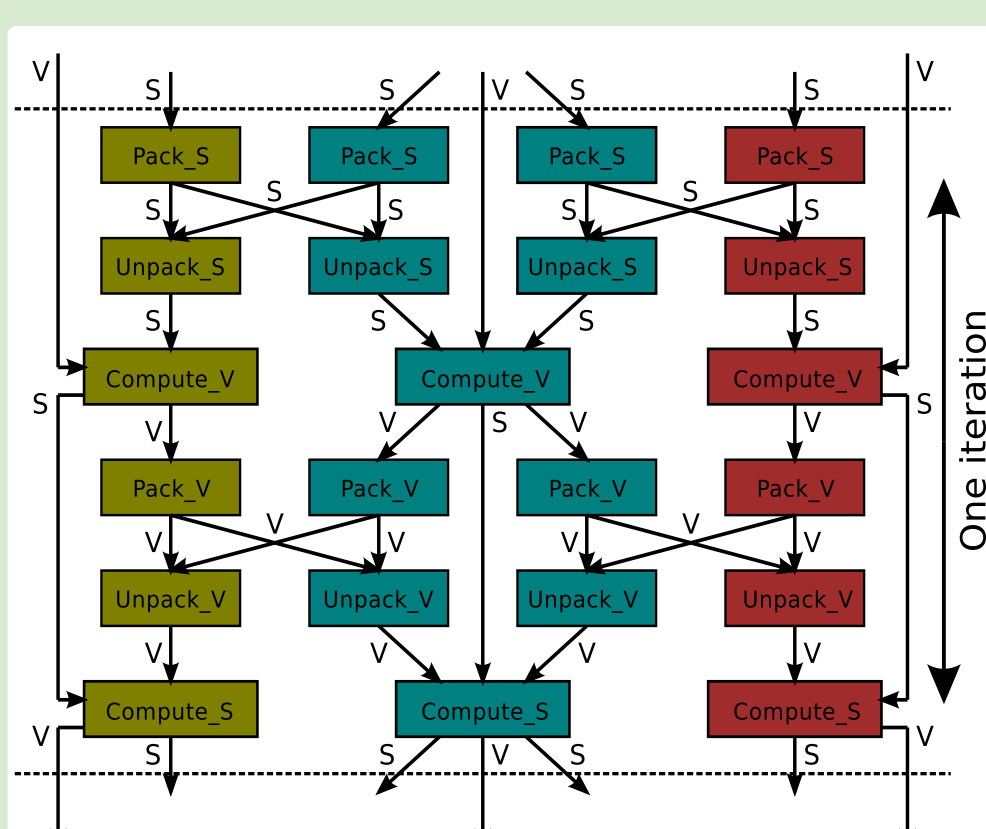 V S S V S S V
Pack_S Pack_S Pack_S Pack_S
S S S S S S
Unpack_S Unpack_S Unpack_S Unpack_S
S S S S
Compute_V Compute_V Compute_V
S V V S V V S
Pack_V Pack_V Pack_V Pack_V
V V V V V V
Unpack_V Unpack_V Unpack_V Unpack_V
V V V V
Compute_S Compute_S Compute_S
V S S V S S V
One iteration